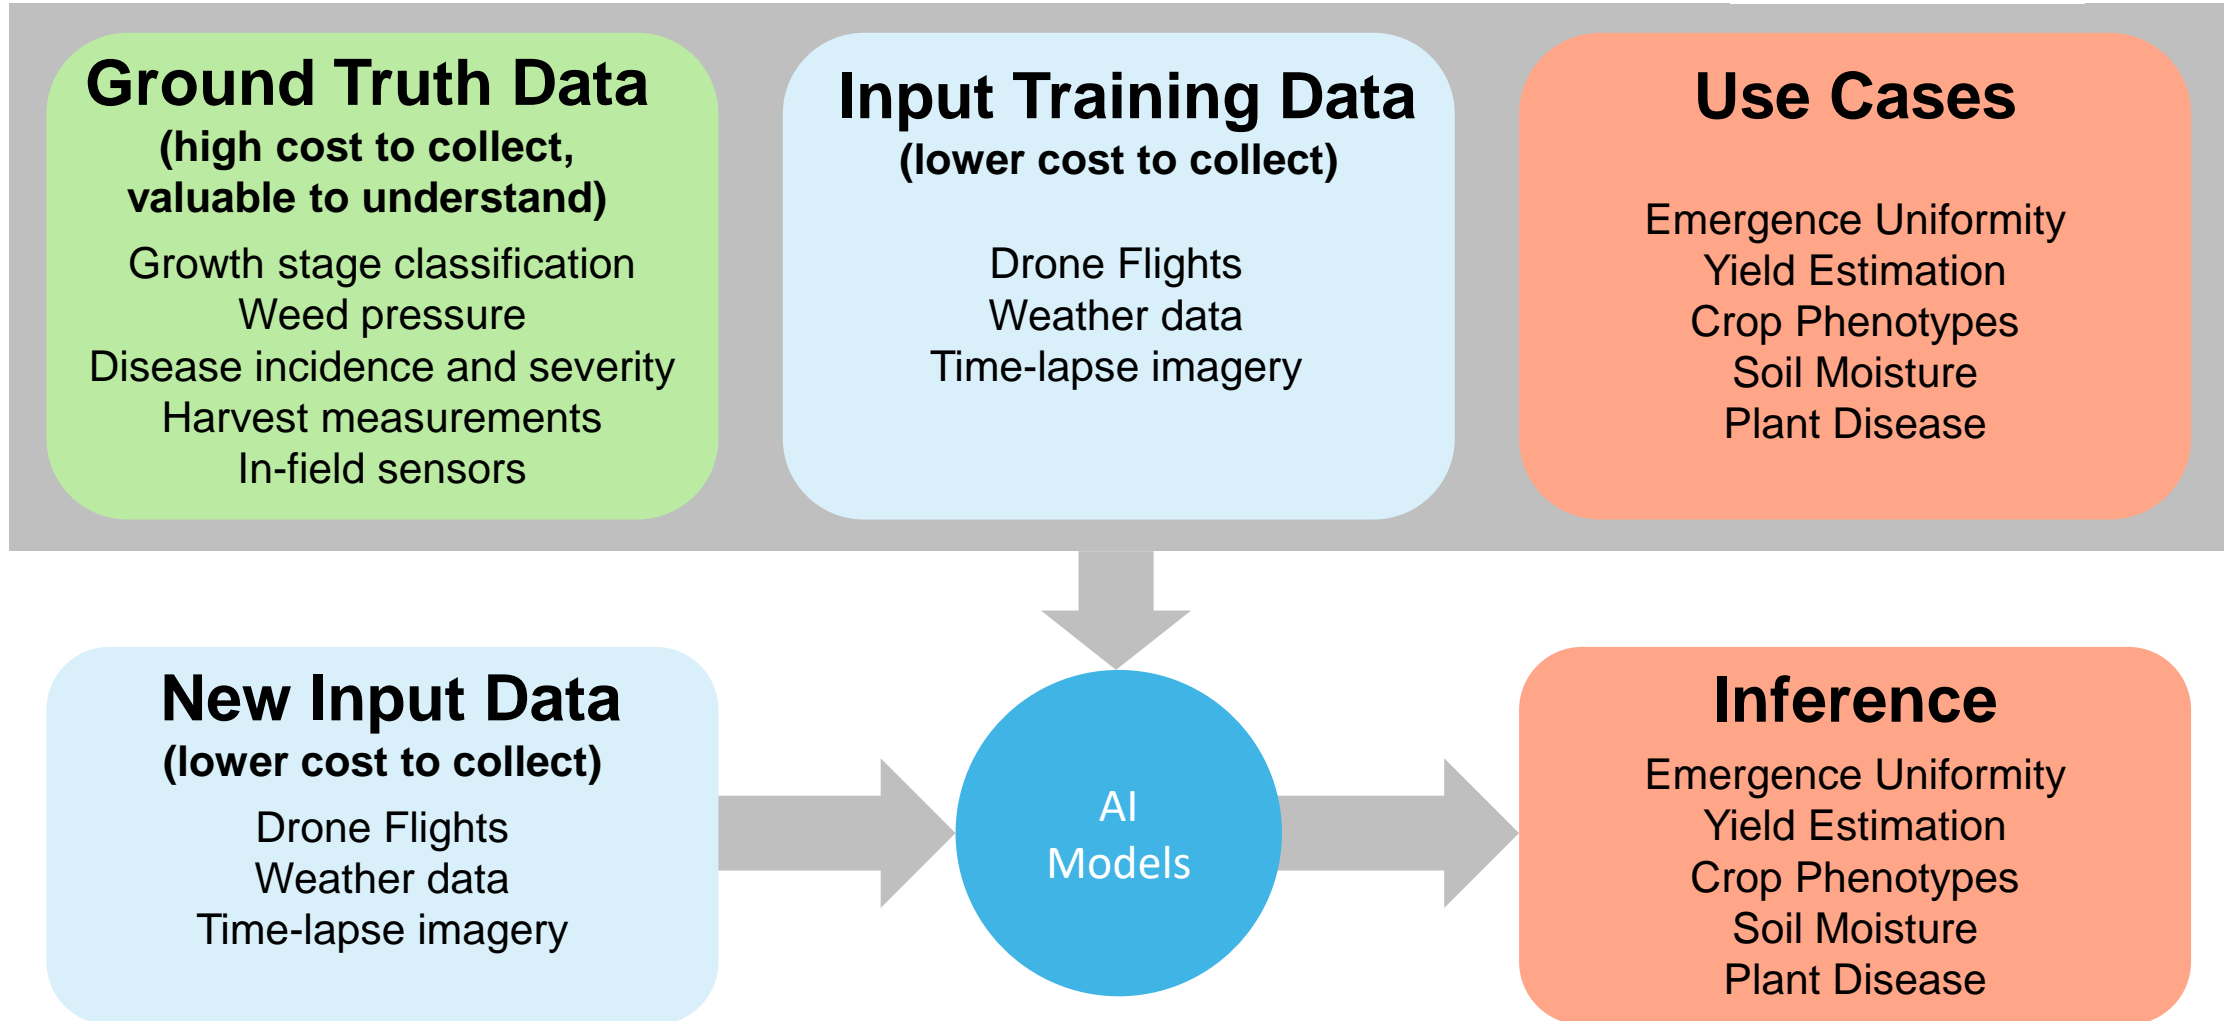 Ground Truth Data
(high cost to collect,
valuable to understand)
Growth stage classification
Weed pressure
Disease incidence and severity
Harvest measurements
In-field sensors
Input Training Data
(lower cost to collect)
Drone Flights
Weather data
Time-lapse imagery
Use Cases
Emergence Uniformity
Yield Estimation
Crop Phenotypes
Soil Moisture
Plant Disease
New Input Data
(lower cost to collect)
Drone Flights
Weather data
Time-lapse imagery
AI
Models
Inference
Emergence Uniformity
Yield Estimation
Crop Phenotypes
Soil Moisture
Plant Disease